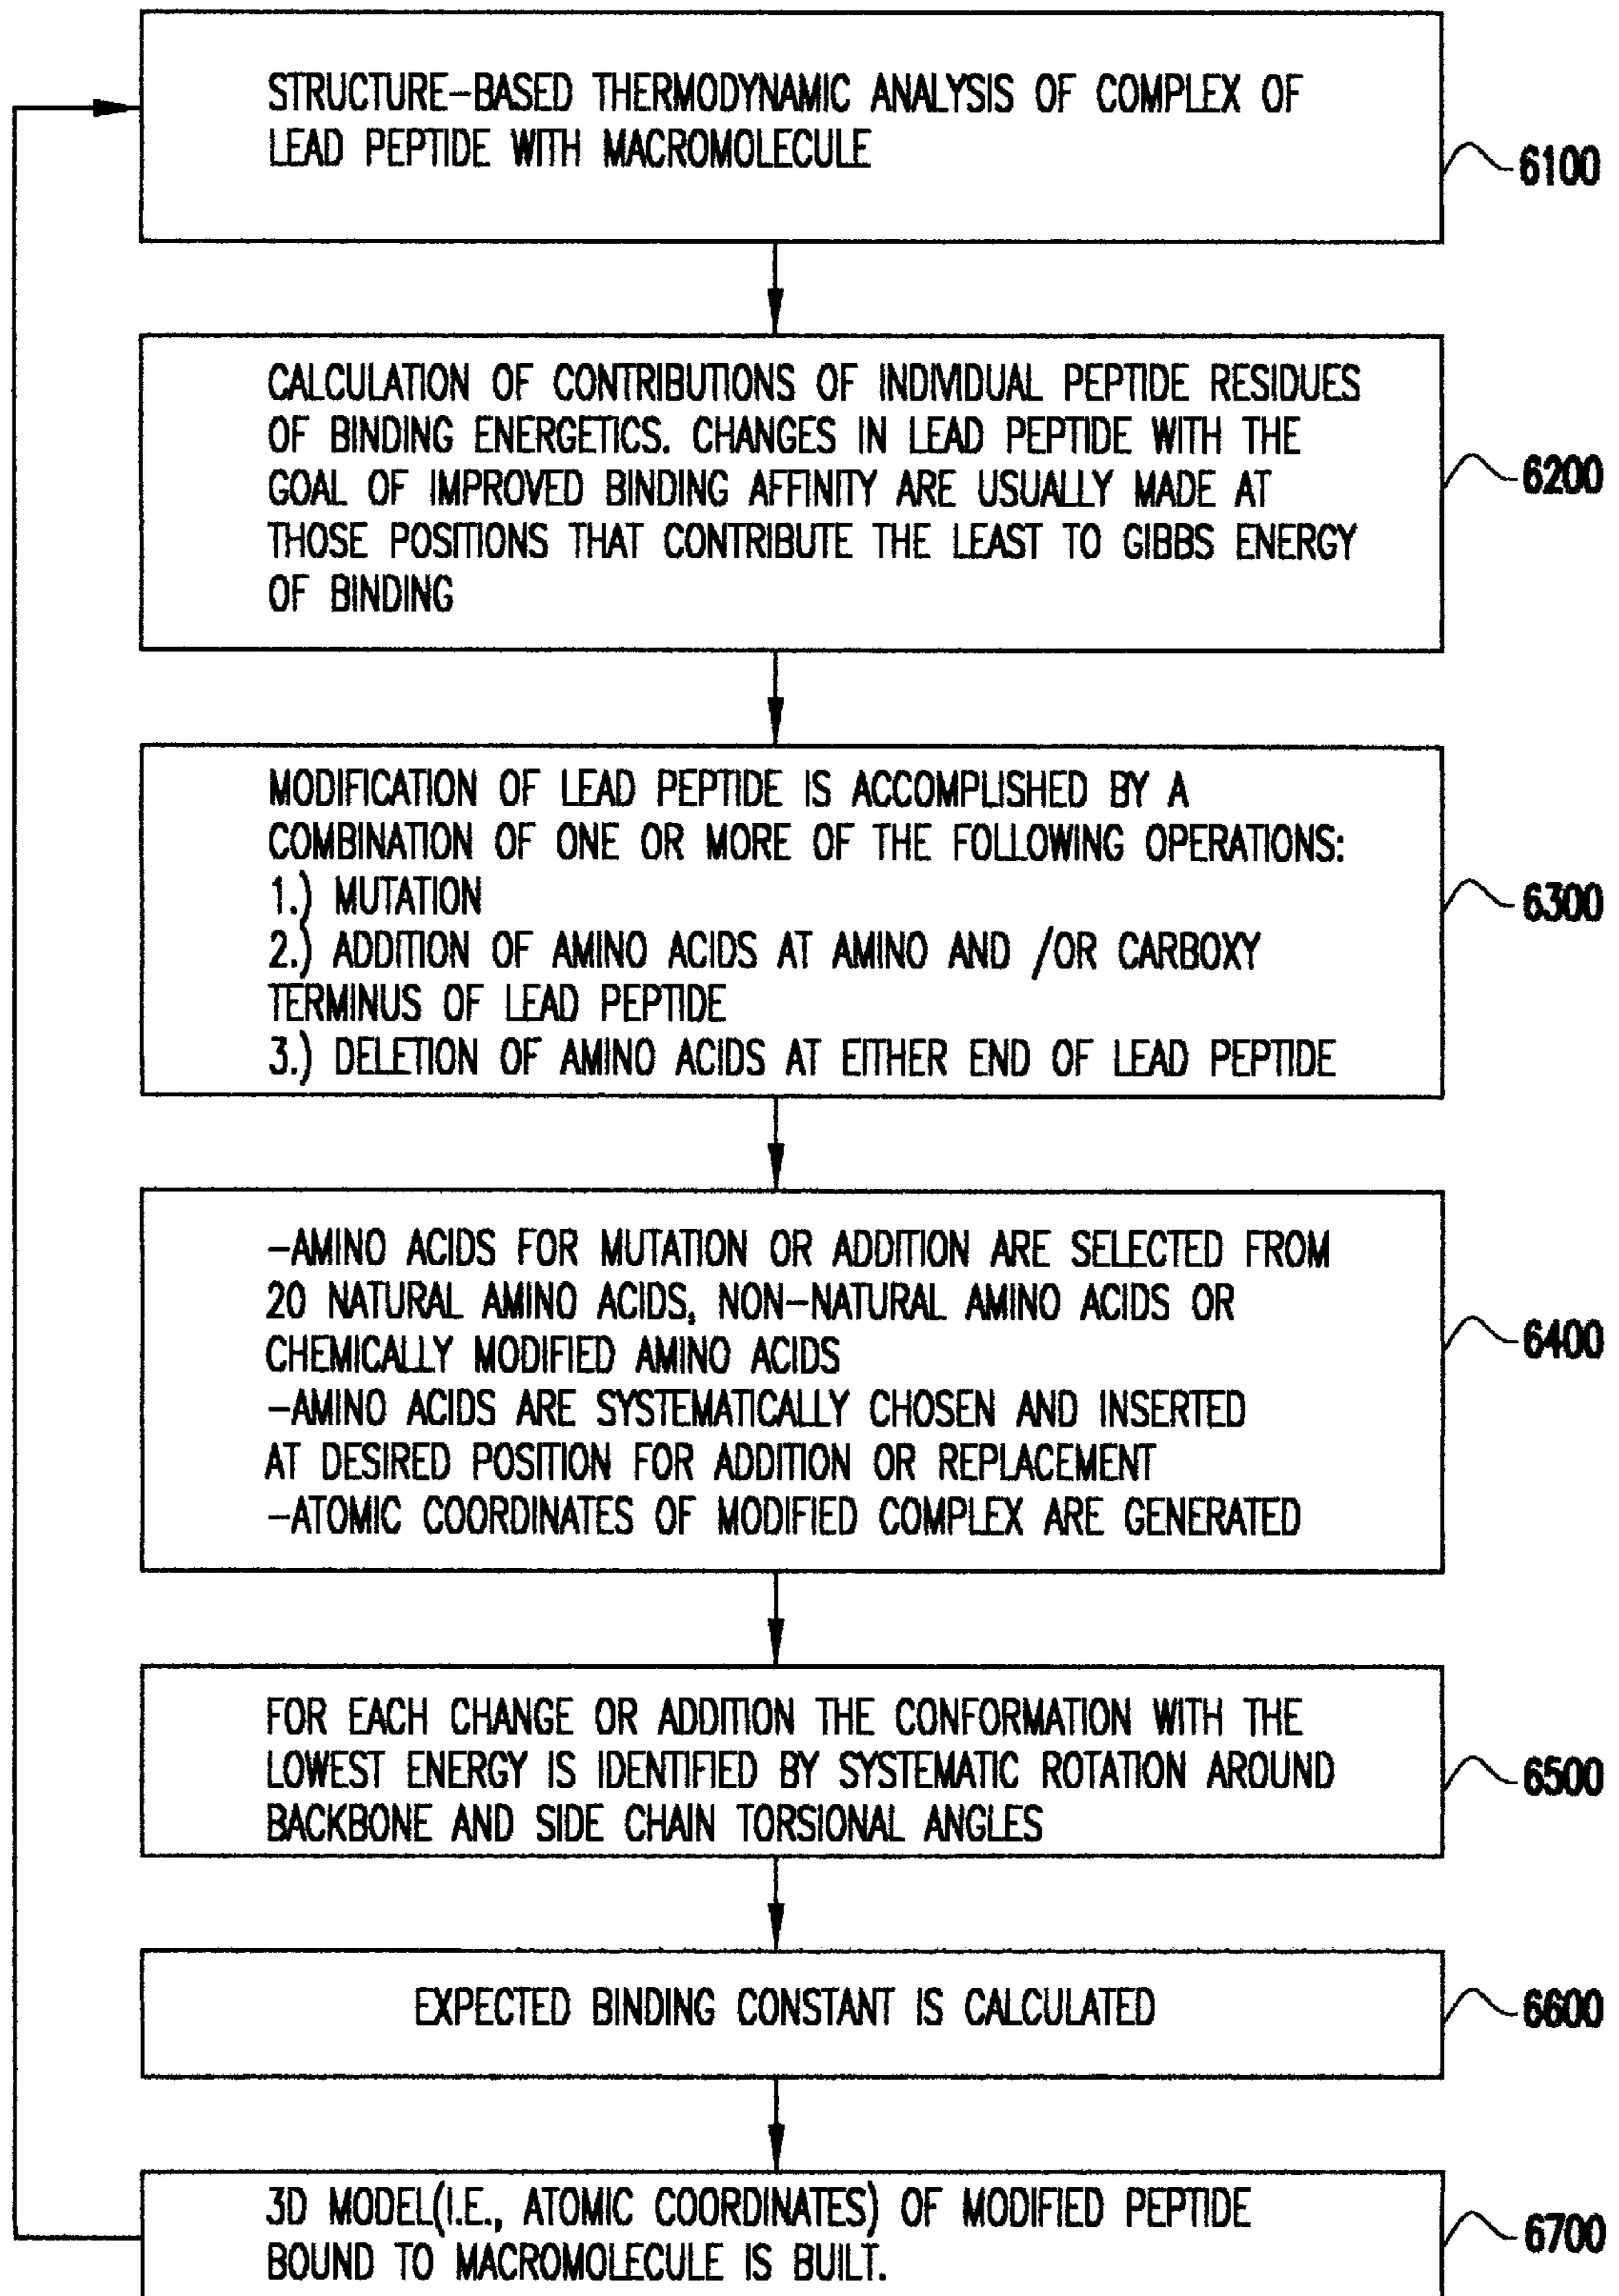 STRUCTURE-BASED THERMODYNAMIC ANALYSIS OF COMPLEX OF
LEAD PEPTIDE WITH MACROMOLECULE
6100
CALCULATION OF CONTRIBUTIONS OF INDIVIDUAL PEPTIDE RESIDUES
OF BINDING ENERGETICS. CHANGES IN LEAD PEPTIDE WITH THE
GOAL OF IMPROVED BINDING AFFINITY ARE USUALLY MADE AT
THOSE POSITIONS THAT CONTRIBUTE THE LEAST TO GIBBS ENERGY
OF BINDING
6200
MODIFICATION OF LEAD PEPTIDE IS ACCOMPLISHED BY A
COMBINATION OF ONE OR MORE OF THE FOLLOWING OPERATIONS:
1.) MUTATION
2.) ADDITION OF AMINO ACIDS AT AMINO AND /OR CARBOXY
TERMINUS OF LEAD PEPTIDE
3.) DELETION OF AMINO ACIDS AT EITHER END OF LEAD PEPTIDE
6300
-AMINO ACIDS FOR MUTATION OR ADDITION ARE SELECTED FROM
20 NATURAL AMINO ACIDS, NON-NATURAL AMINO ACIDS OR
CHEMICALLY MODIFIED AMINO ACIDS
-AMINO ACIDS ARE SYSTEMATICALLY CHOSEN AND INSERTED
AT DESIRED POSITION FOR ADDITION OR REPLACEMENT
-ATOMIC COORDINATES OF MODIFIED COMPLEX ARE GENERATED
6400
FOR EACH CHANGE OR ADDITION THE CONFORMATION WITH THE
LOWEST ENERGY IS IDENTIFIED BY SYSTEMATIC ROTATION AROUND
BACKBONE AND SIDE CHAIN TORSIONAL ANGLES
6500
EXPECTED BINDING CONSTANT IS CALCULATED
6600
3D MODEL(I.E., ATOMIC COORDINATES) OF MODIFIED PEPTIDE
BOUND TO MACROMOLECULE IS BUILT.
6700